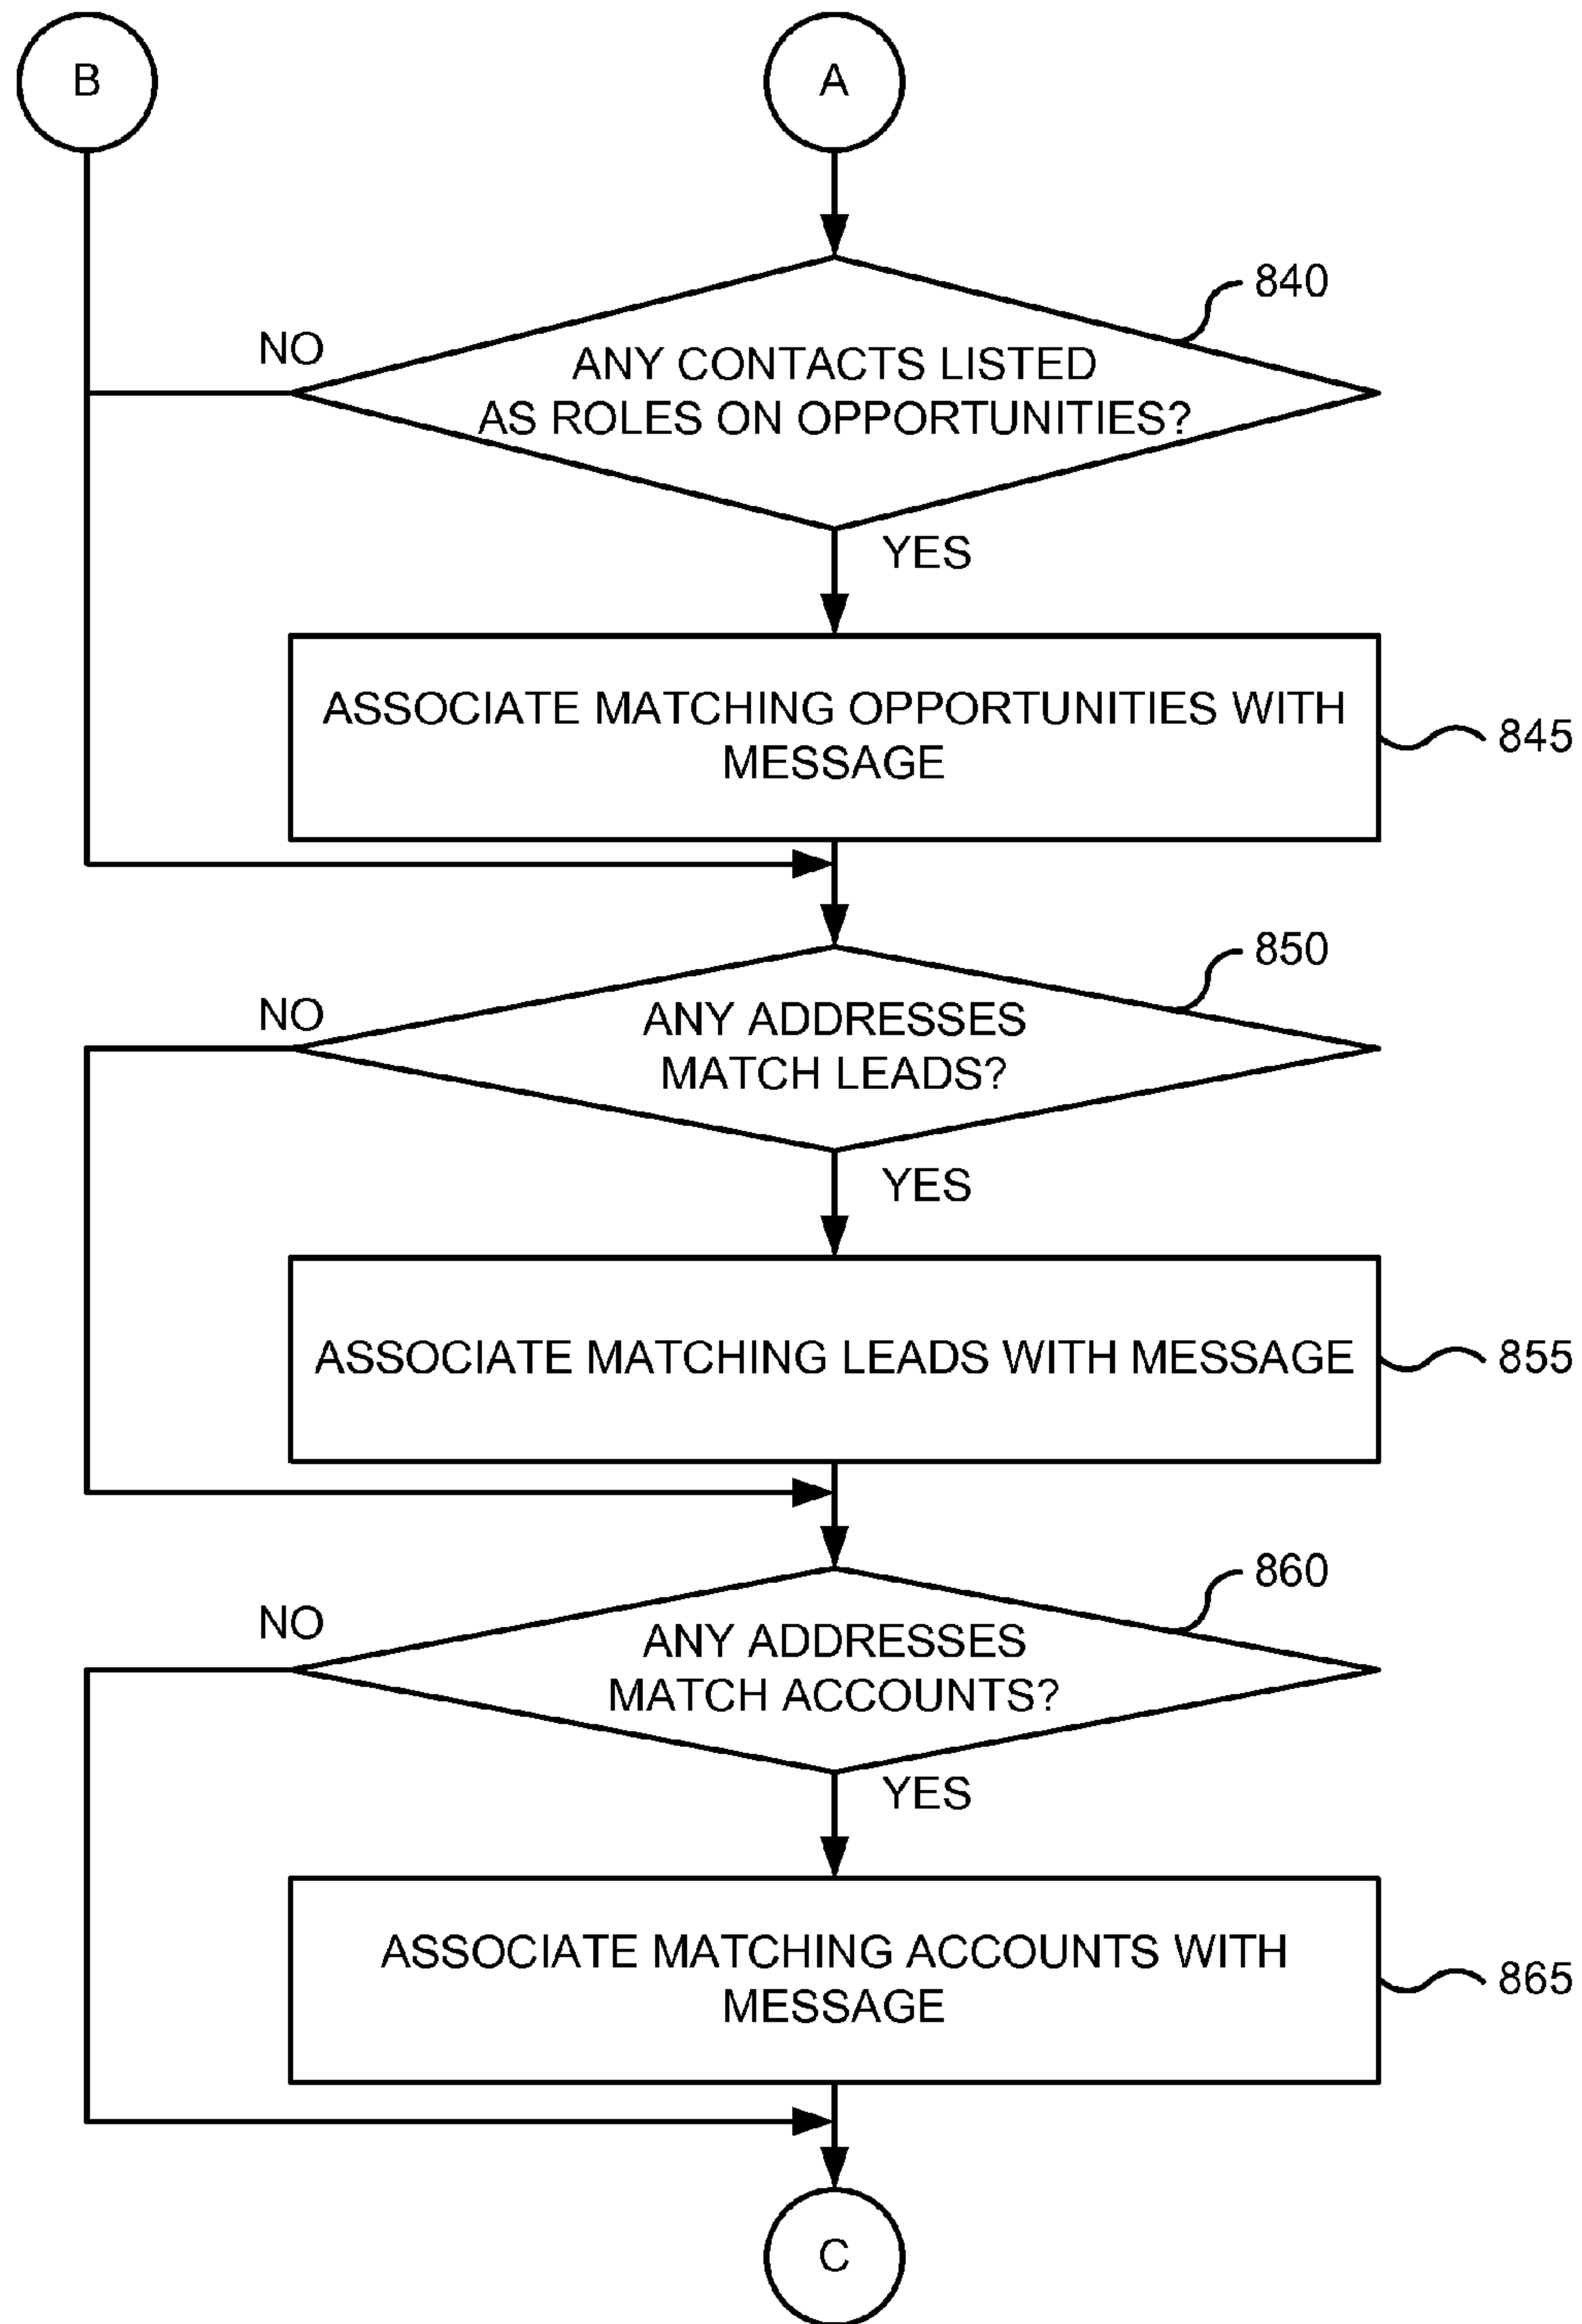 B
A
840
NO
ANY CONTACTS LISTED
AS ROLES ON OPPORTUNITIES?
YES
ASSOCIATE MATCHING OPPORTUNITIES WITH
MESSAGE
845
850
NO
ANY ADDRESSES
MATCH LEADS?
YES
ASSOCIATE MATCHING LEADS WITH MESSAGE
855
860
NO
ANY ADDRESSES
MATCH ACCOUNTS?
YES
ASSOCIATE MATCHING ACCOUNTS WITH
MESSAGE
865
C